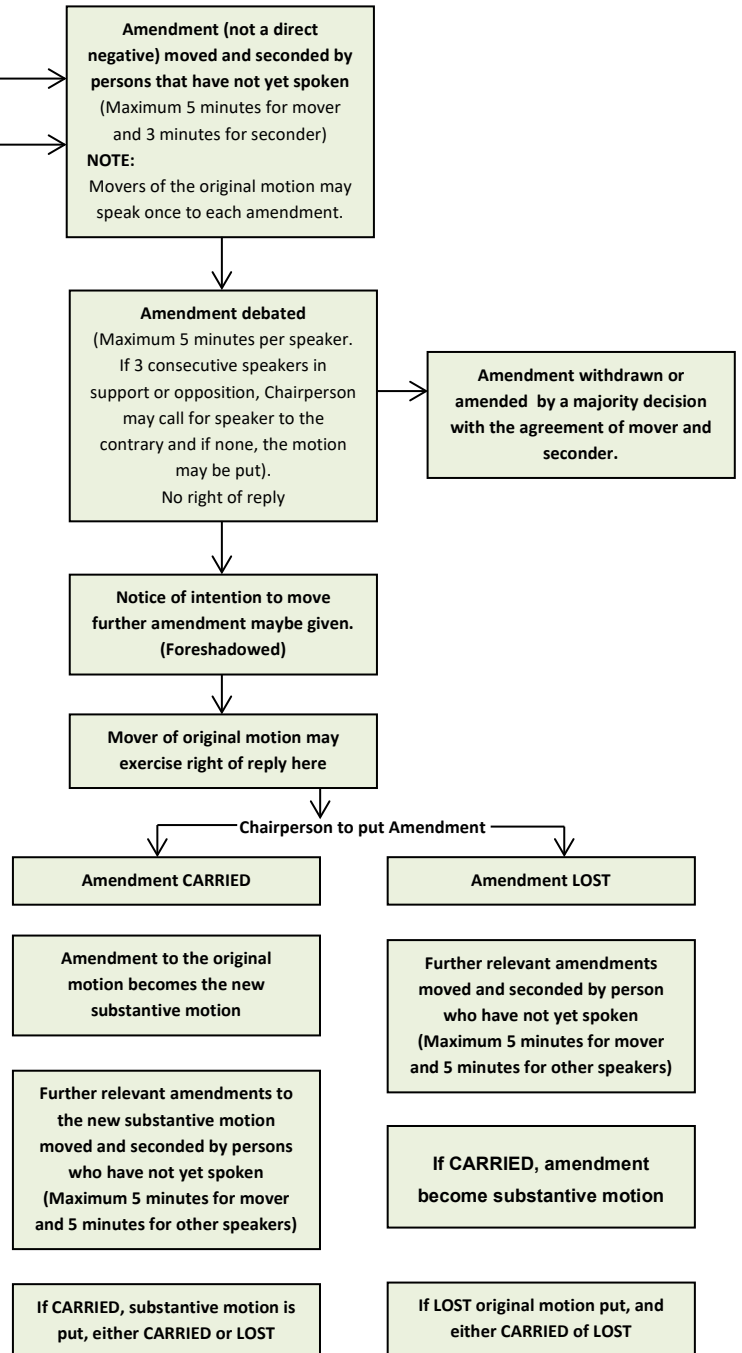 Amendment (not a direct
negative) moved and seconded by
persons that have not yet spoken
(Maximum 5 minutes for mover
and 3 minutes for seconder)
NOTE:
Movers of the original motion may
speak once to each amendment.
Amendment debated
(Maximum 5 minutes per speaker.
If 3 consecutive speakers in
support or opposition, Chairperson
may call for speaker to the
contrary and if none, the motion
may be put).
No right of reply
Amendment withdrawn or
amended by a majority decision
with the agreement of mover and
seconder.
Notice of intention to move
further amendment maybe given.
(Foreshadowed)
Mover of original motion may
exercise right of reply here
Chairperson to put Amendment
Amendment CARRIED
Amendment to the original
motion becomes the new
substantive motion
Further relevant amendments to
the new substantive motion
moved and seconded by persons
who have not yet spoken
(Maximum 5 minutes for mover
and 5 minutes for other speakers)
If CARRIED, substantive motion is
put, either CARRIED or LOST
Amendment LOST
Further relevant amendments
moved and seconded by person
who have not yet spoken
(Maximum 5 minutes for mover
and 5 minutes for other speakers)
If CARRIED, amendment
become substantive motion
If LOST original motion put, and
either CARRIED of LOST